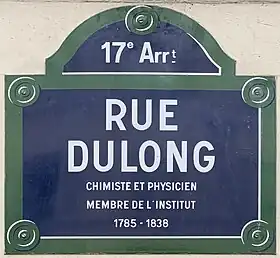 17e Arrt
RUE
DULONG
CHIMISTE ET PHYSICIEN
MEMBRE DE L'INSTITUT
1785 - 1838